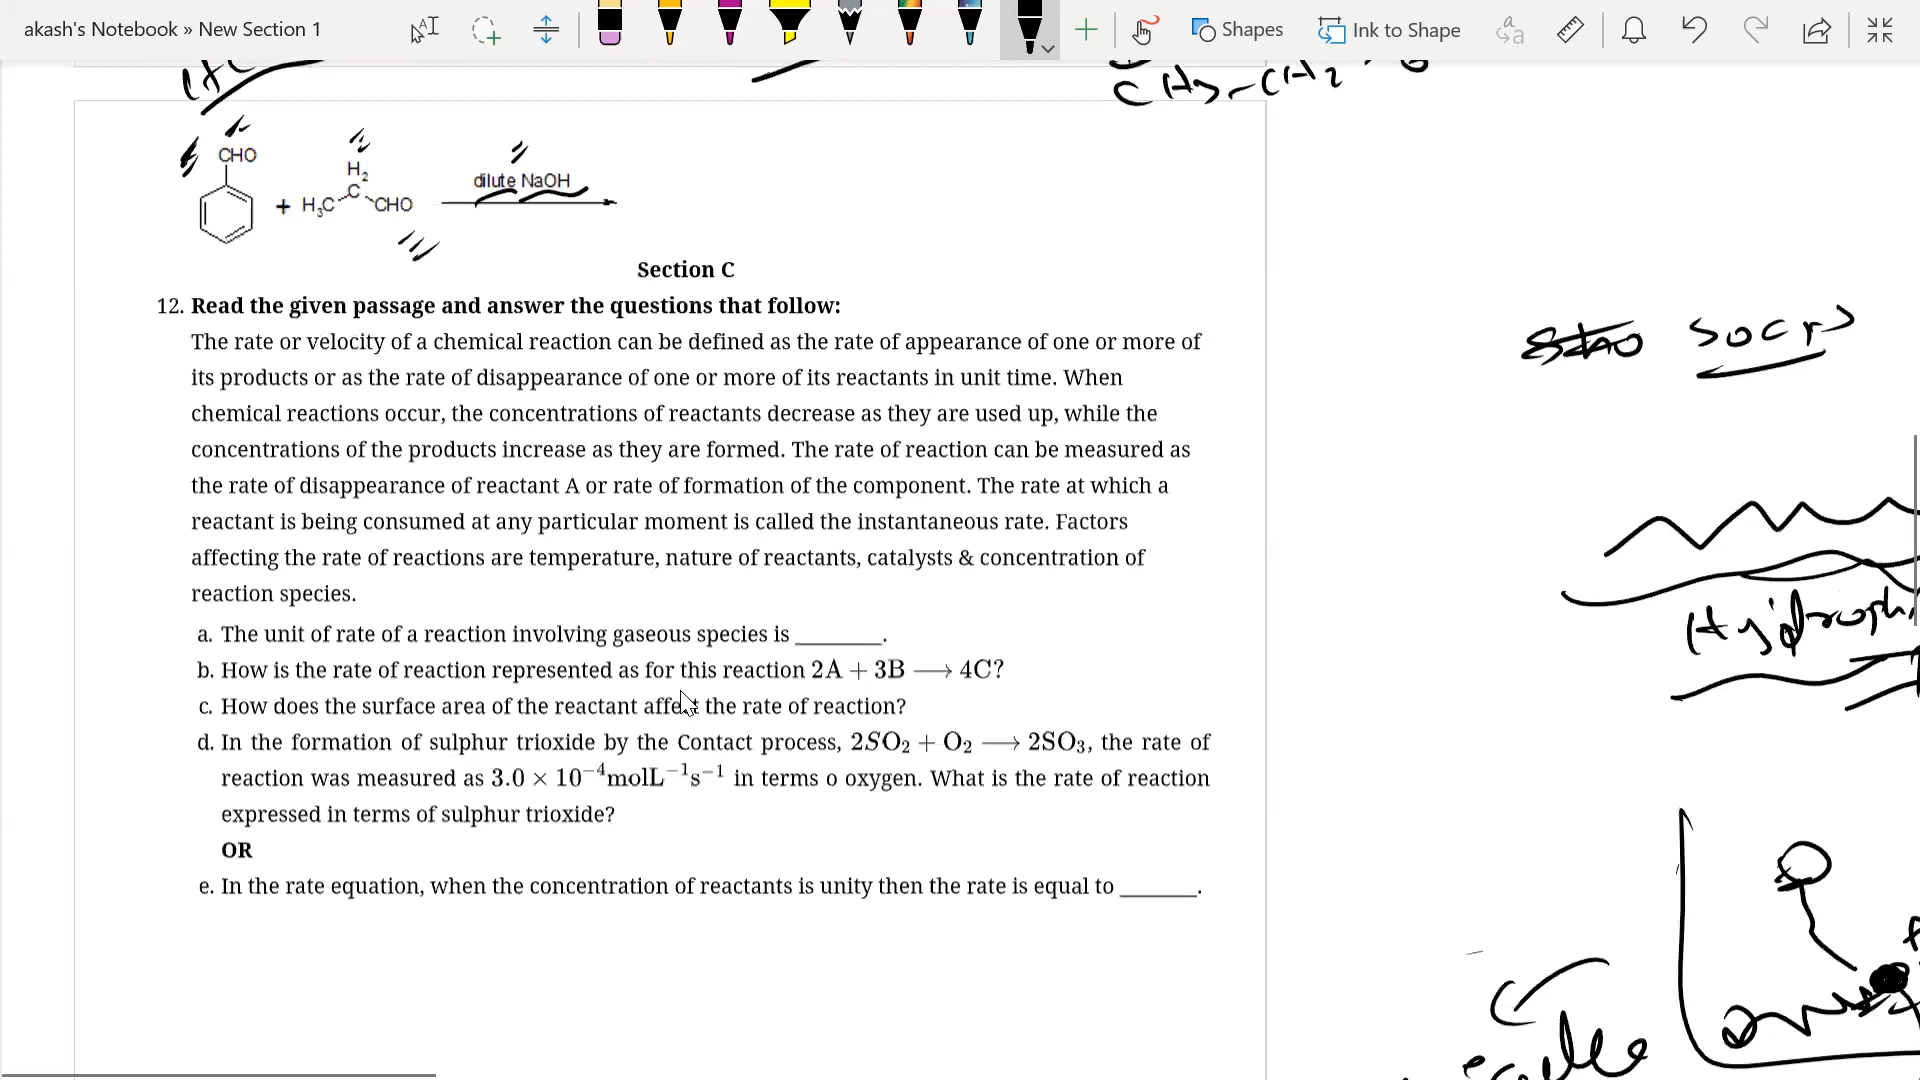 akash's Notebook » New Section 1
Shapes
Ink to Shape
CH3-CH2
CHO
H2
C
+ H3C
CHO
dilute NaOH
Section C
12. Read the given passage and answer the questions that follow:
The rate or velocity of a chemical reaction can be defined as the rate of appearance of one or more of
its products or as the rate of disappearance of one or more of its reactants in unit time. When
chemical reactions occur, the concentrations of reactants decrease as they are used up, while the
concentrations of the products increase as they are formed. The rate of reaction can be measured as
the rate of disappearance of reactant A or rate of formation of the component. The rate at which a
reactant is being consumed at any particular moment is called the instantaneous rate. Factors
affecting the rate of reactions are temperature, nature of reactants, catalysts & concentration of
reaction species.
a. The unit of rate of a reaction involving gaseous species is ________.
b. How is the rate of reaction represented as for this reaction 2A + 3B ⟶ 4C?
c. How does the surface area of the reactant affect the rate of reaction?
d. In the formation of sulphur trioxide by the Contact process, 2SO₂ + O₂ ⟶ 2SO₃, the rate of
reaction was measured as 3.0 × 10⁻⁴molL⁻¹s⁻¹ in terms o oxygen. What is the rate of reaction
expressed in terms of sulphur trioxide?
OR
e. In the rate equation, when the concentration of reactants is unity then the rate is equal to _______.